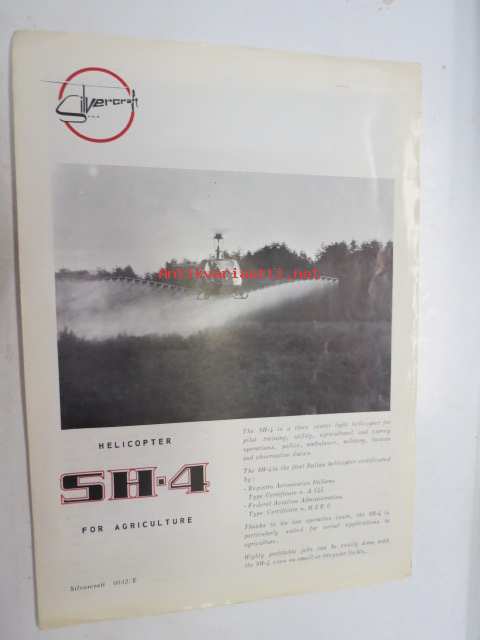 Silvercraft
Antikvariaatti.net
HELICOPTER
SH-4
FOR AGRICULTURE
Silvercraft 0012/E
The SH-4 is a three seater light helicopter for
pilot training, utility, agricultural and survey
operations, police, ambulance, military, liaison
and observation duties.
The SH-4 is the first Italian helicopter certificated
by:
- Registro Aeronautico Italiano
Type Certificate n. A 151
- Federal Aviation Administration
Type Certificate n.
Thanks to its low operation costs, the SH-4 is
particularly suited for aerial applications in
agriculture.
Highly profitable jobs can be easily done with
the SH-4 even on small or irregular fields.